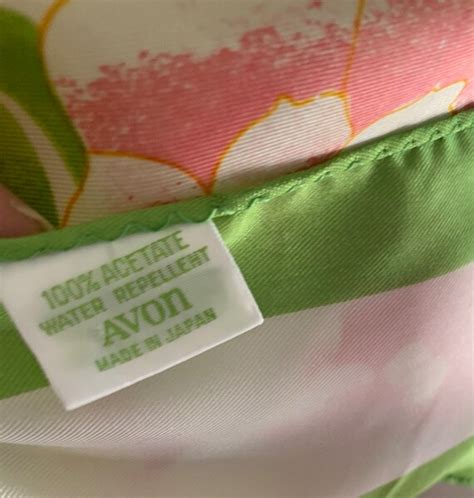 100% ACETATE
WATER REPELLENT
AVON
MADE IN JAPAN